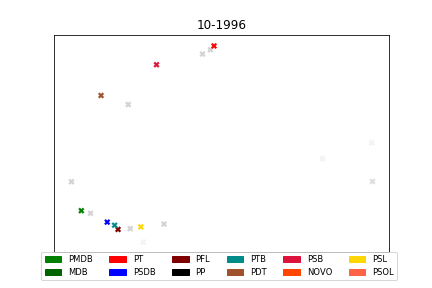 10-1996
PMDB PT PFL PTB PSB PSL
MDB PSDB PP PDT NOVO PSOL